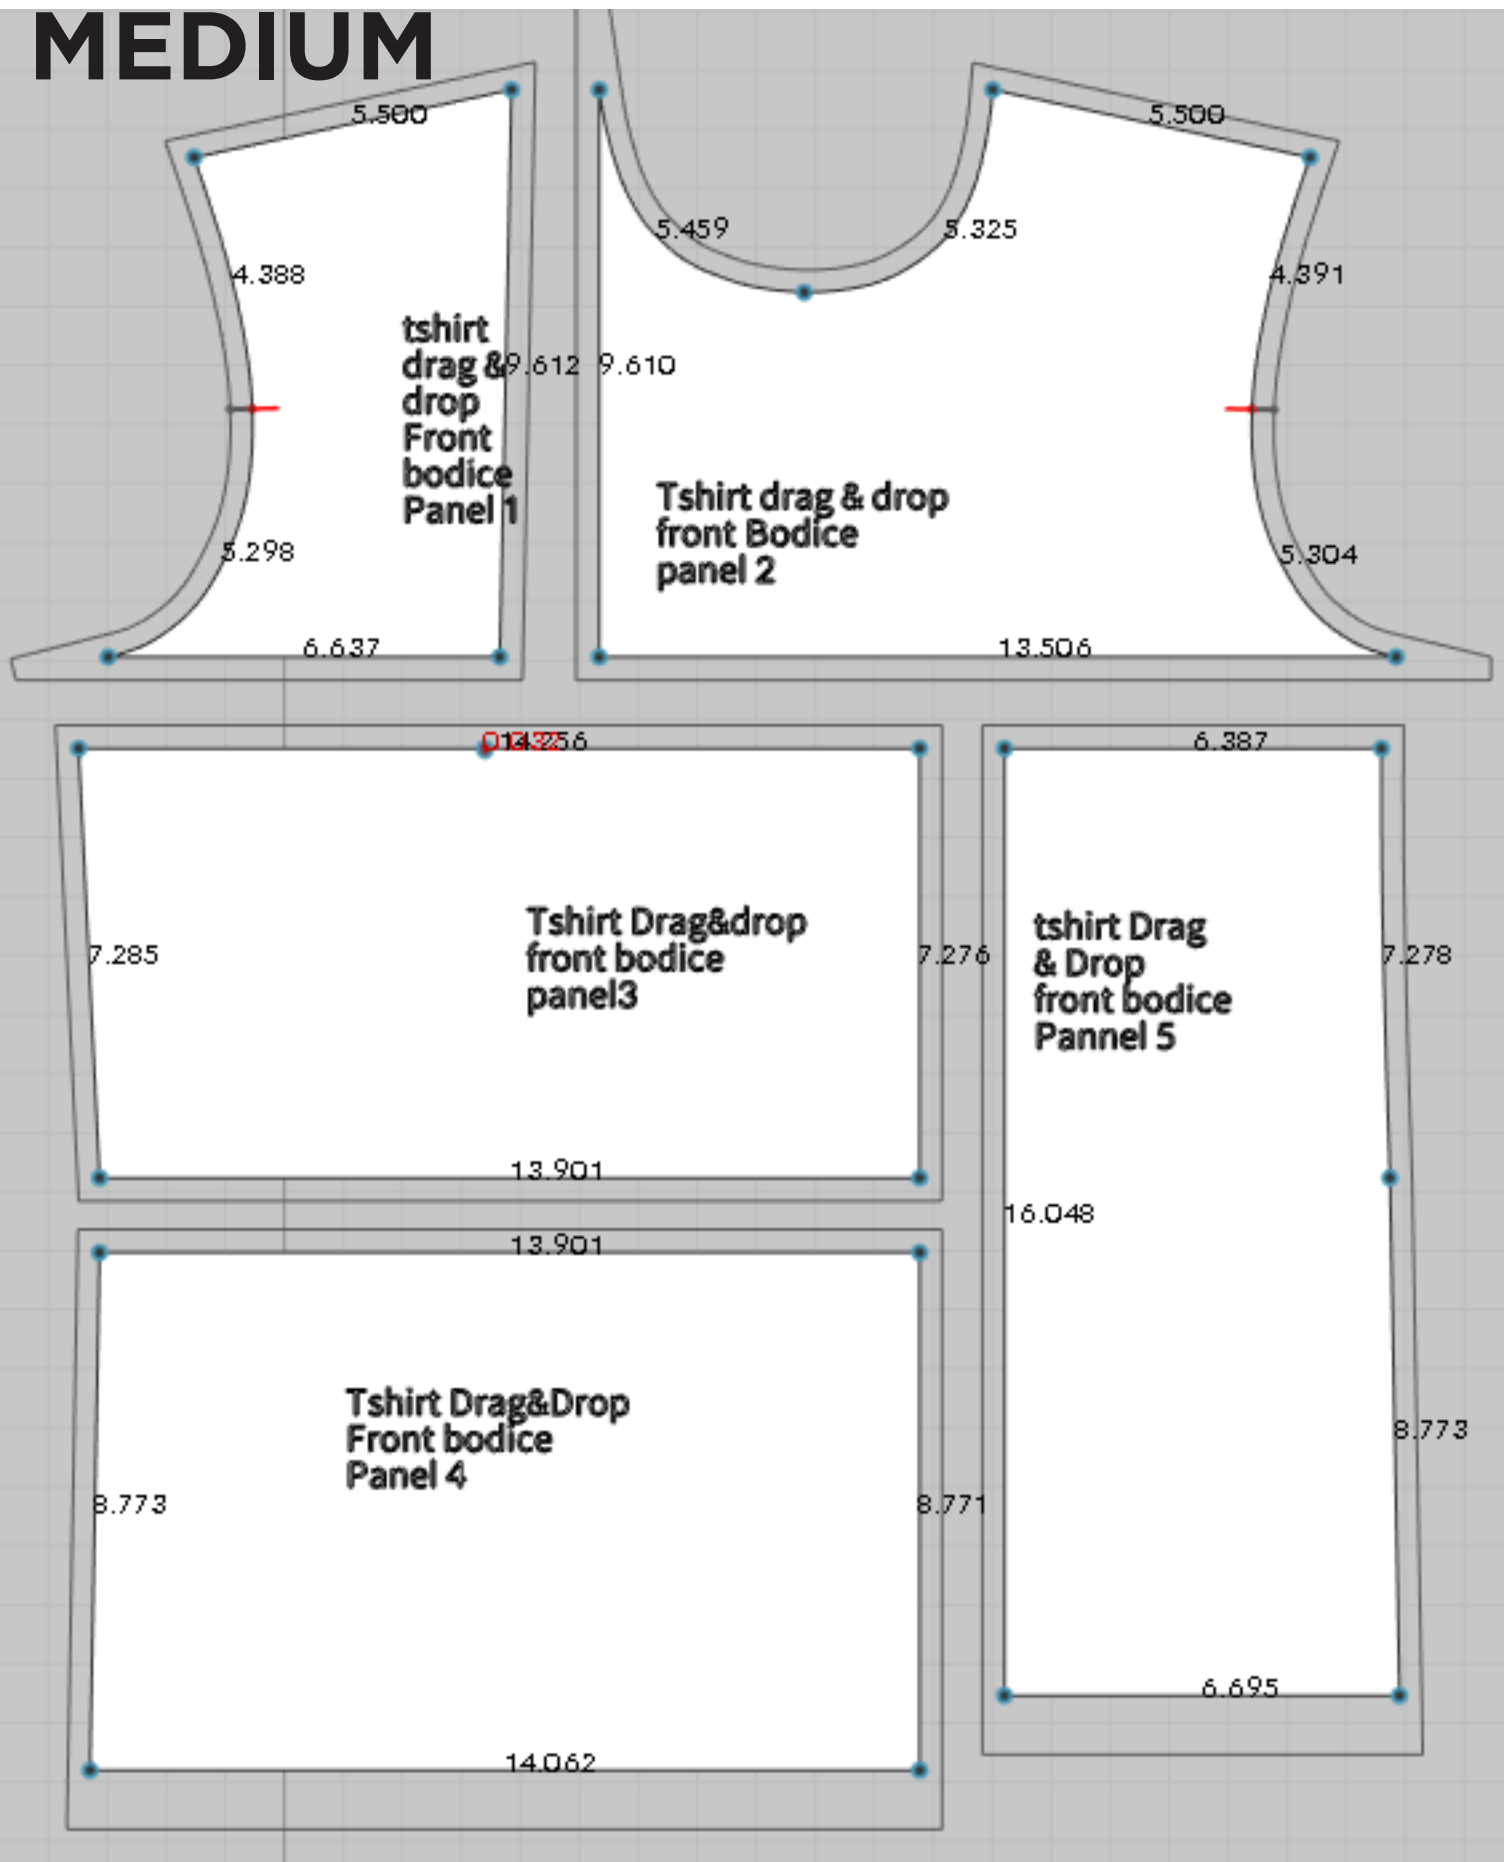 MEDIUM
5.500
5.500
5.459
5.325
4.388
4.391
tshirt
drag &
drop
Front
bodice
Panel 1
9.612
9.610
Tshirt drag & drop
front Bodice
panel 2
5.298
5.304
6.637
13.506
14.256
6.387
Tshirt Drag&drop
front bodice
panel3
tshirt Drag
& Drop
front bodice
Pannel 5
7.285
7.276
7.278
13.901
16.048
13.901
Tshirt Drag&Drop
Front bodice
Panel 4
8.773
8.773
8.771
6.695
14.062